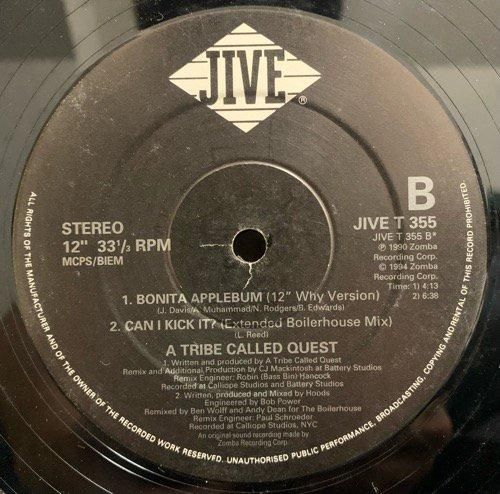 JIVE
®
B
STEREO
12" 33 1/3 RPM
MCPS/BIEM
JIVE T 355
JIVE T 355 B*
℗ 1990 Zomba
Recording Corp.
© 1994 Zomba
Recording Corp.
Time: 1) 4:13
2) 6:38
1. BONITA APPLEBUM (12" Why Version)
(J. Davis/A. Muhammad/N. Rodgers/B. Edwards)
2. CAN I KICK IT? (Extended Boilerhouse Mix)
(L. Reed)
A TRIBE CALLED QUEST
1. Written and produced by A Tribe Called Quest
Remix and Additional Production by CJ Mackintosh at Battery Studios
Remix Engineer: Robin (Bass Bin) Hancock
Recorded at Calliope Studios and Battery Studios
2. Written, produced and Mixed by Hoods
Engineered by Bob Power
Remixed by Ben Wolff and Andy Dean for The Boilerhouse
Remix Engineer: Paul Schroeder
Recorded at Calliope Studios, NYC
An original sound recording made by
Zomba Recording Corp.
ALL RIGHTS OF THE MANUFACTURER AND OF THE OWNER OF THE RECORDED WORK RESERVED. UNAUTHORISED PUBLIC PERFORMANCE, BROADCASTING, COPYING AND RENTAL OF THIS RECORD PROHIBITED.